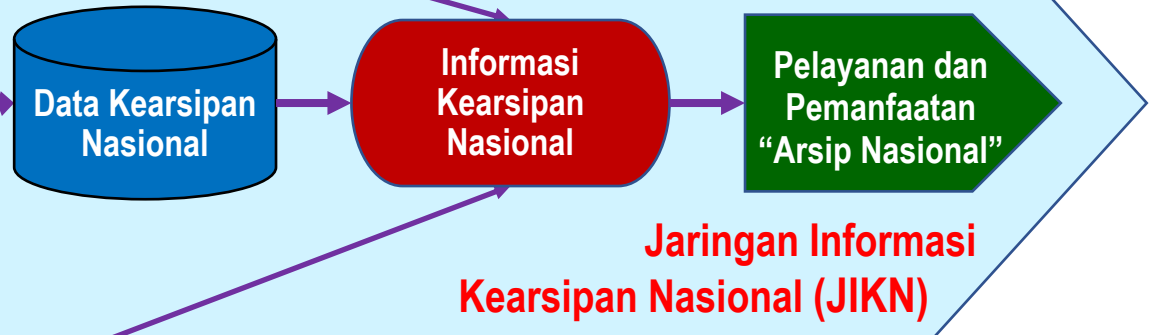 Data Kearsipan
Nasional
Informasi
Kearsipan
Nasional
Pelayanan dan
Pemanfaatan
“Arsip Nasional”
Jaringan Informasi
Kearsipan Nasional (JIKN)